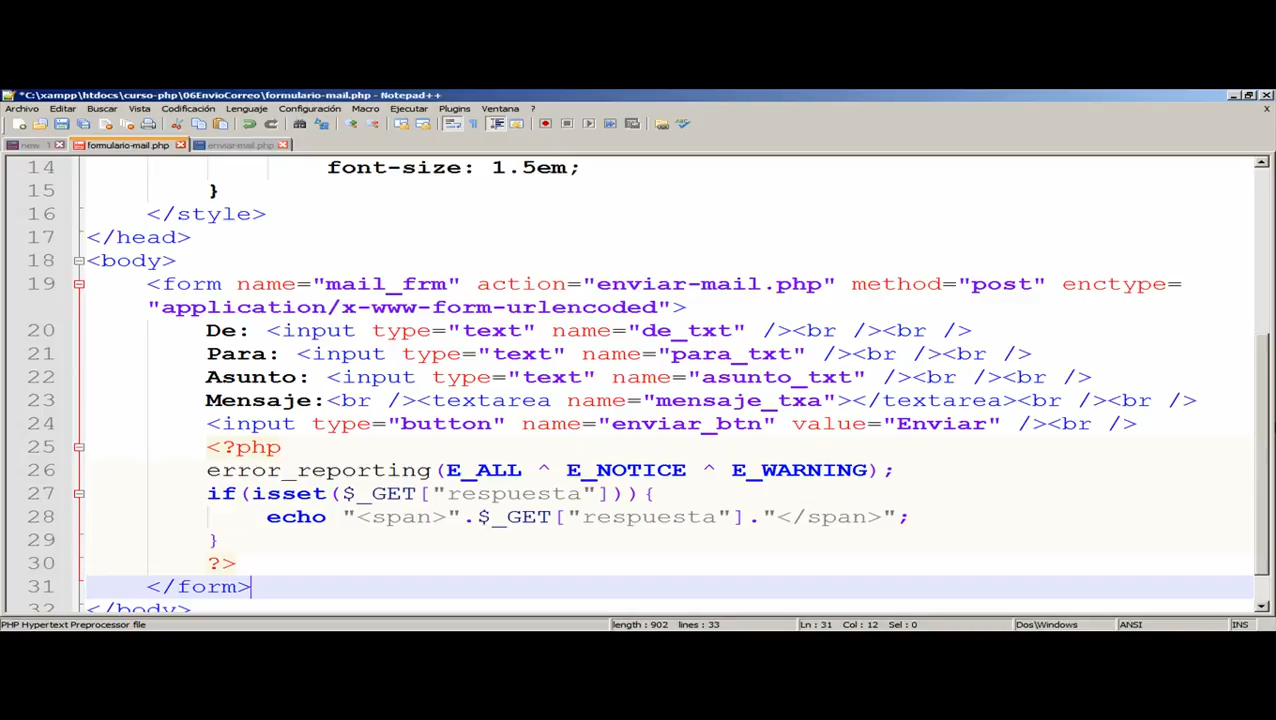 *C:\xampp\htdocs\curso-php\06EnvioCorreo\formulario-mail.php - Notepad++
Archivo Editar Buscar Vista Codificación Lenguaje Configuración Macro Ejecutar Plugins Ventana ?
new 1 formulario-mail.php enviar-mail.php
14 font-size: 1.5em;
15 }
16 </style>
17 </head>
18 <body>
19 <form name="mail_frm" action="enviar-mail.php" method="post" enctype=
"application/x-www-form-urlencoded">
20 De: <input type="text" name="de_txt" /><br /><br />
21 Para: <input type="text" name="para_txt" /><br /><br />
22 Asunto: <input type="text" name="asunto_txt" /><br /><br />
23 Mensaje:<br /><textarea name="mensaje_txa"></textarea><br /><br />
24 <input type="button" name="enviar_btn" value="Enviar" /><br />
25 <?php
26 error_reporting(E_ALL ^ E_NOTICE ^ E_WARNING);
27 if(isset($_GET["respuesta"])){
28 echo "<span>".$_GET["respuesta"]."</span>";
29 }
30 ?>
31 </form>
32 </body>
PHP Hypertext Preprocessor file length : 902 lines : 33 Ln : 31 Col : 12 Sel : 0 Dos\Windows ANSI INS